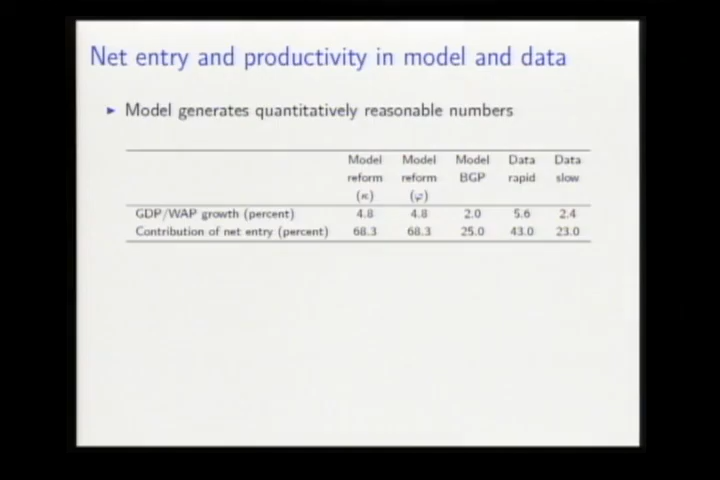 Net entry and productivity in model and data
► Model generates quantitatively reasonable numbers
Model Model Model Data Data
reform reform BGP rapid slow
(κ) (φ)
GDP/WAP growth (percent) 4.8 4.8 2.0 5.6 2.4
Contribution of net entry (percent) 68.3 68.3 25.0 43.0 23.0